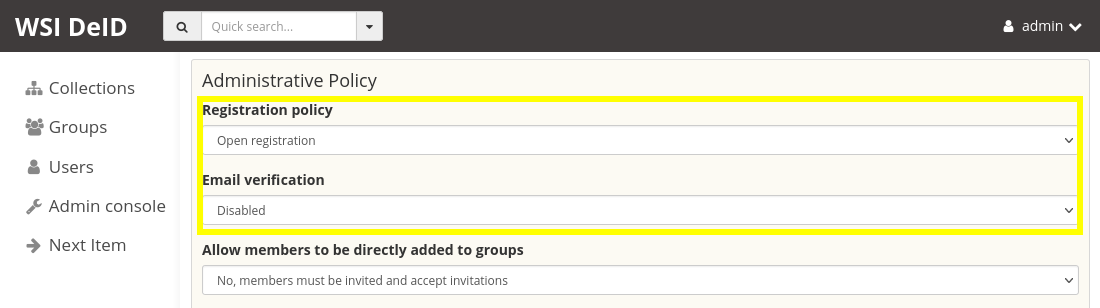 WSI DeID
Quick search...
admin
Collections
Groups
Users
Admin console
Next Item
Administrative Policy
Registration policy
Open registration
Email verification
Disabled
Allow members to be directly added to groups
No, members must be invited and accept invitations